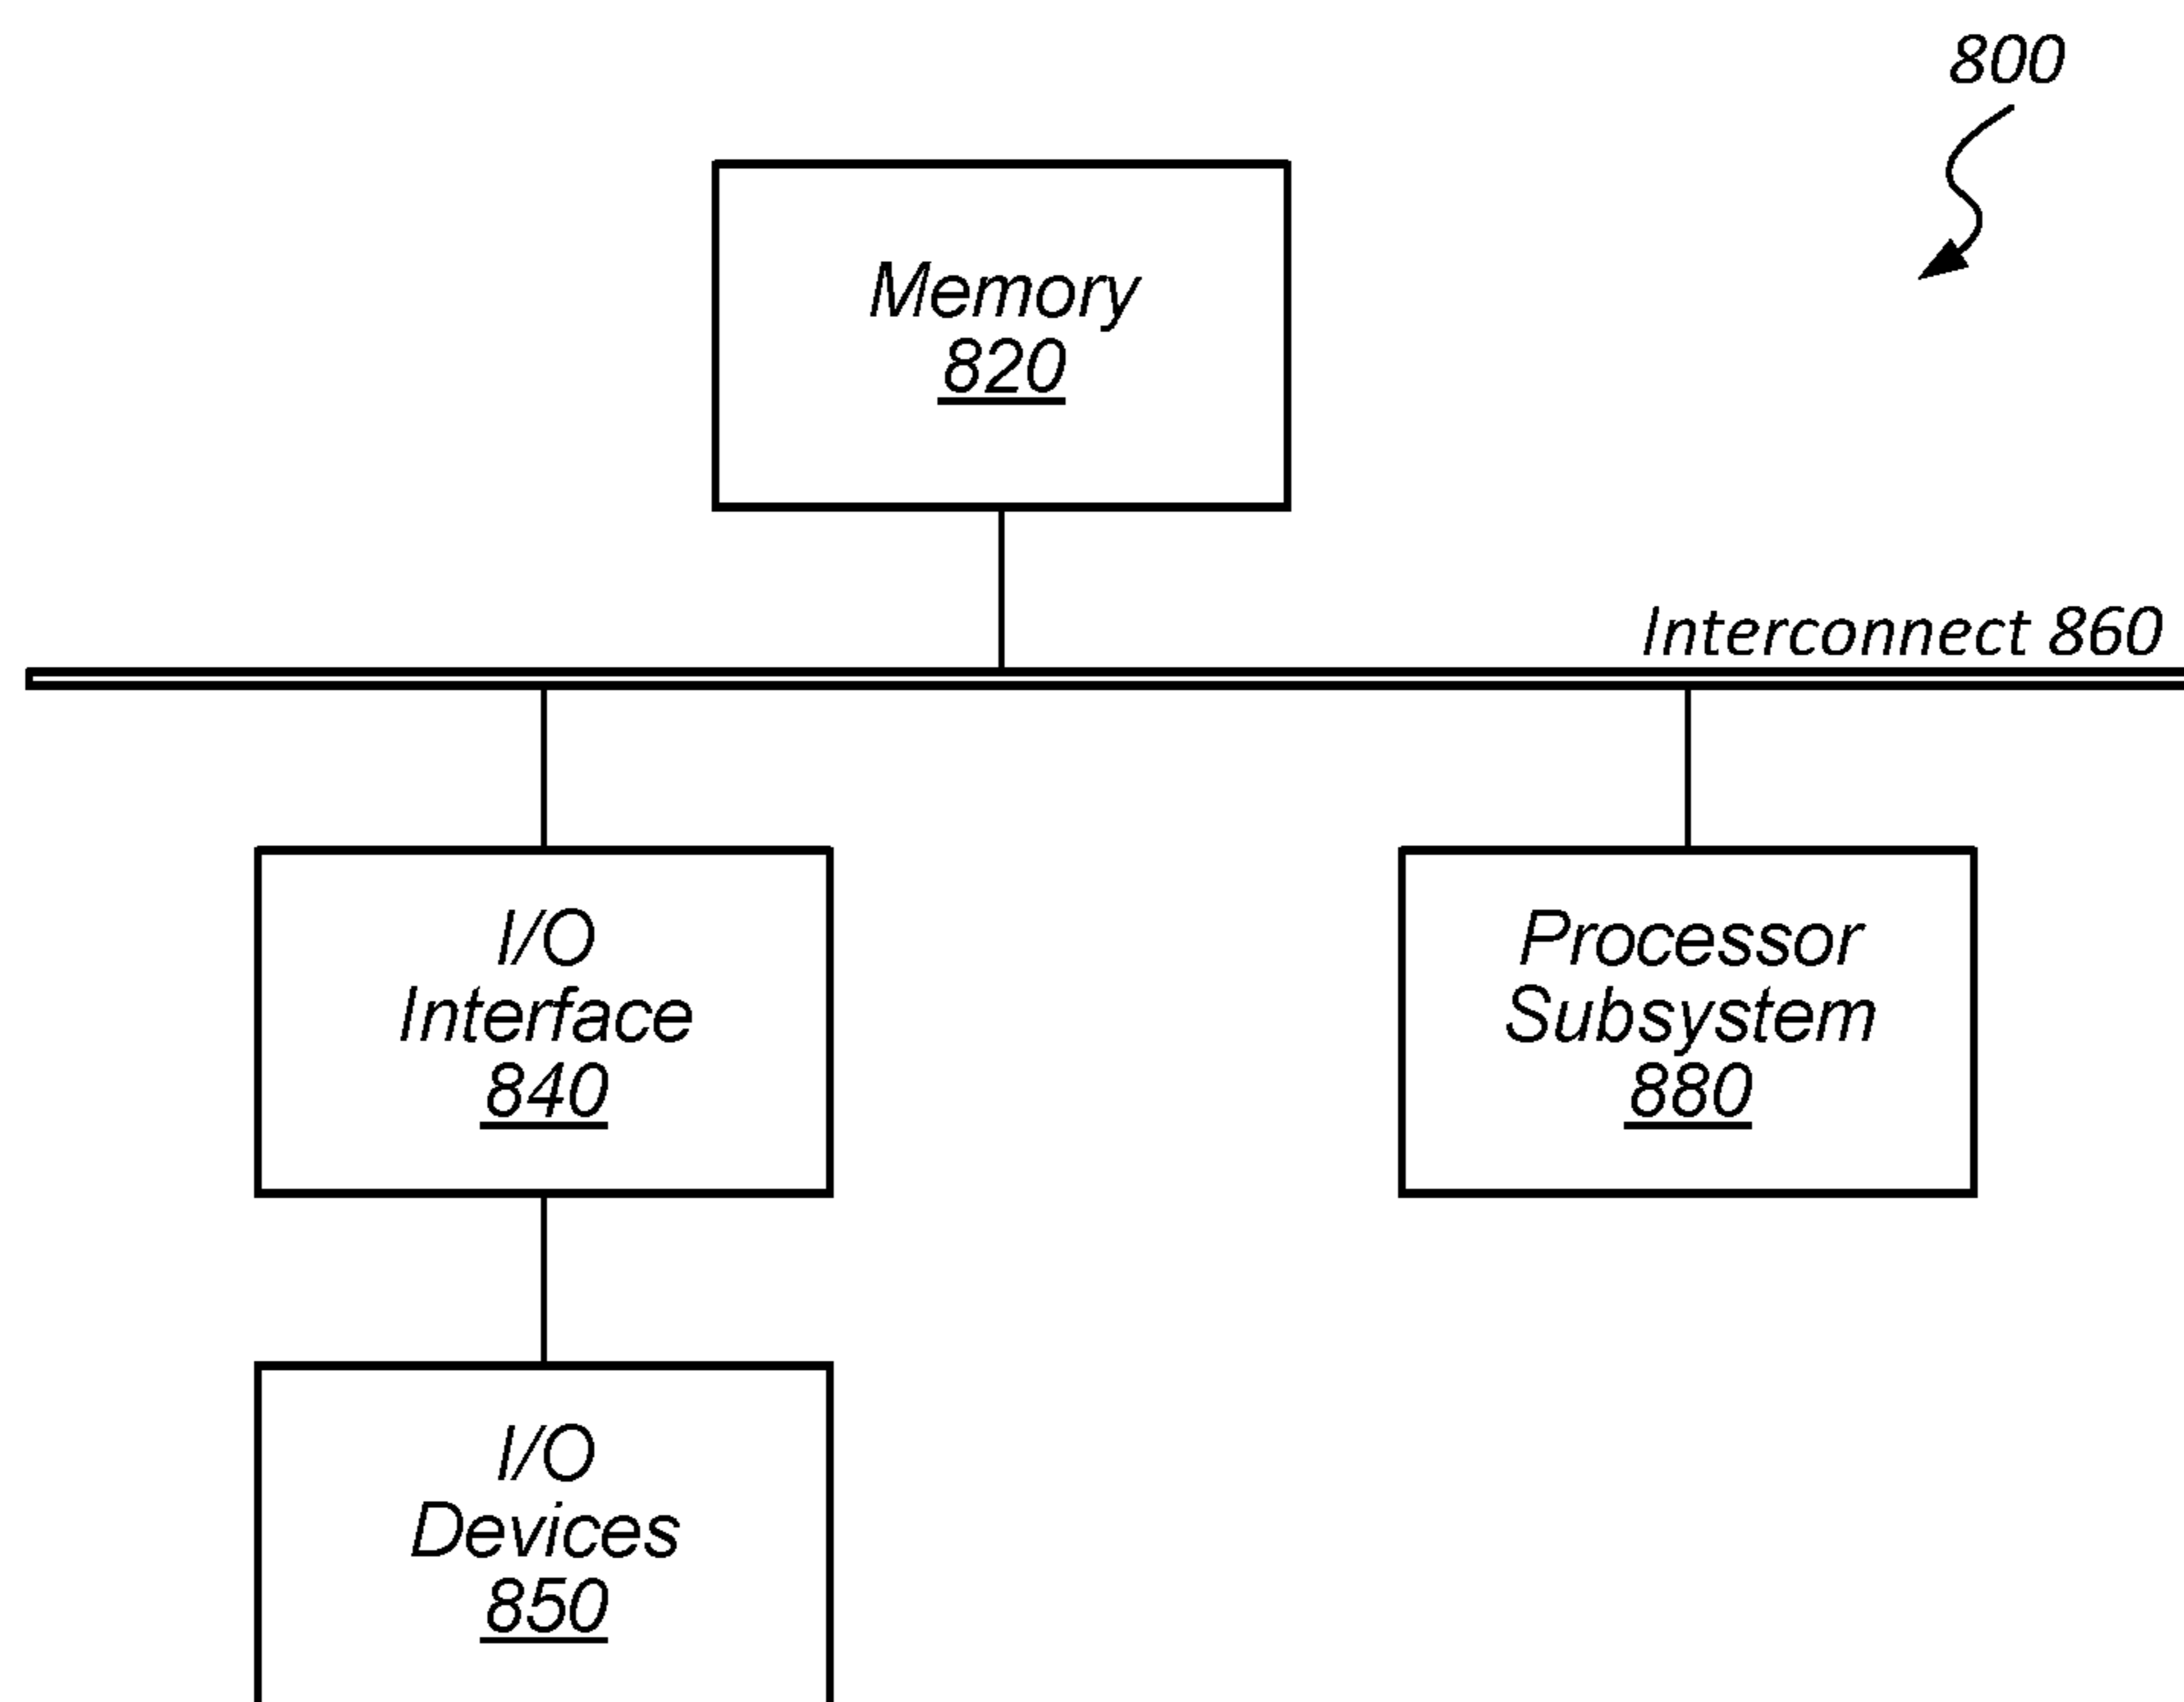 800
Memory
820
Interconnect 860
I/O
Interface
840
Processor
Subsystem
880
I/O
Devices
850